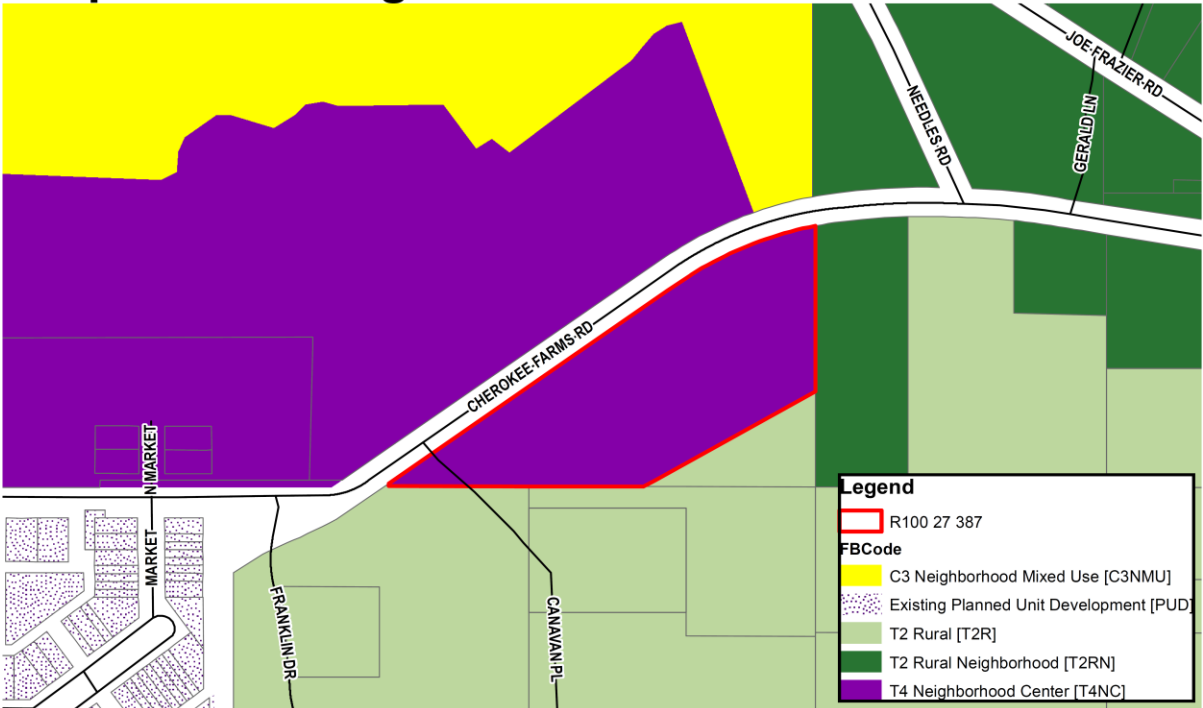 JOE FRAZIER RD
NEEDLES RD
GERALD LN
CHEROKEE FARMS RD
N MARKET
MARKET
FRANKLIN DR
CANAVAN PL
Legend
R100 27 387
FBCode
C3 Neighborhood Mixed Use [C3NMU]
Existing Planned Unit Development [PUD]
T2 Rural [T2R]
T2 Rural Neighborhood [T2RN]
T4 Neighborhood Center [T4NC]